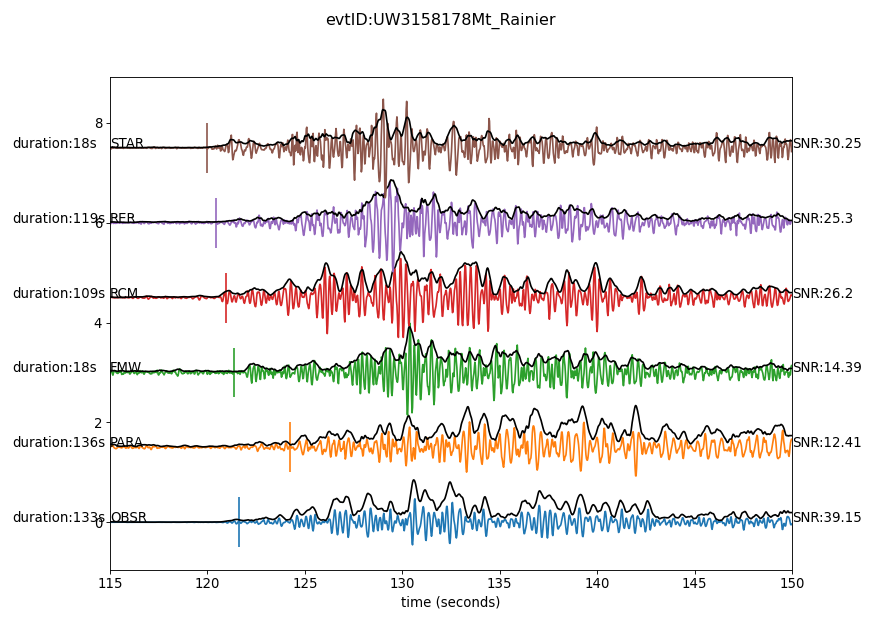 evtID:UW3158178Mt_Rainier
8
duration:18s STAR SNR:30.25
duration:119s RER SNR:25.3
6
duration:109s RCM SNR:26.2
4
duration:18s FMW SNR:14.39
2
duration:136s PARA SNR:12.41
duration:133s OBSR SNR:39.15
0
115 120 125 130 135 140 145 150
time (seconds)